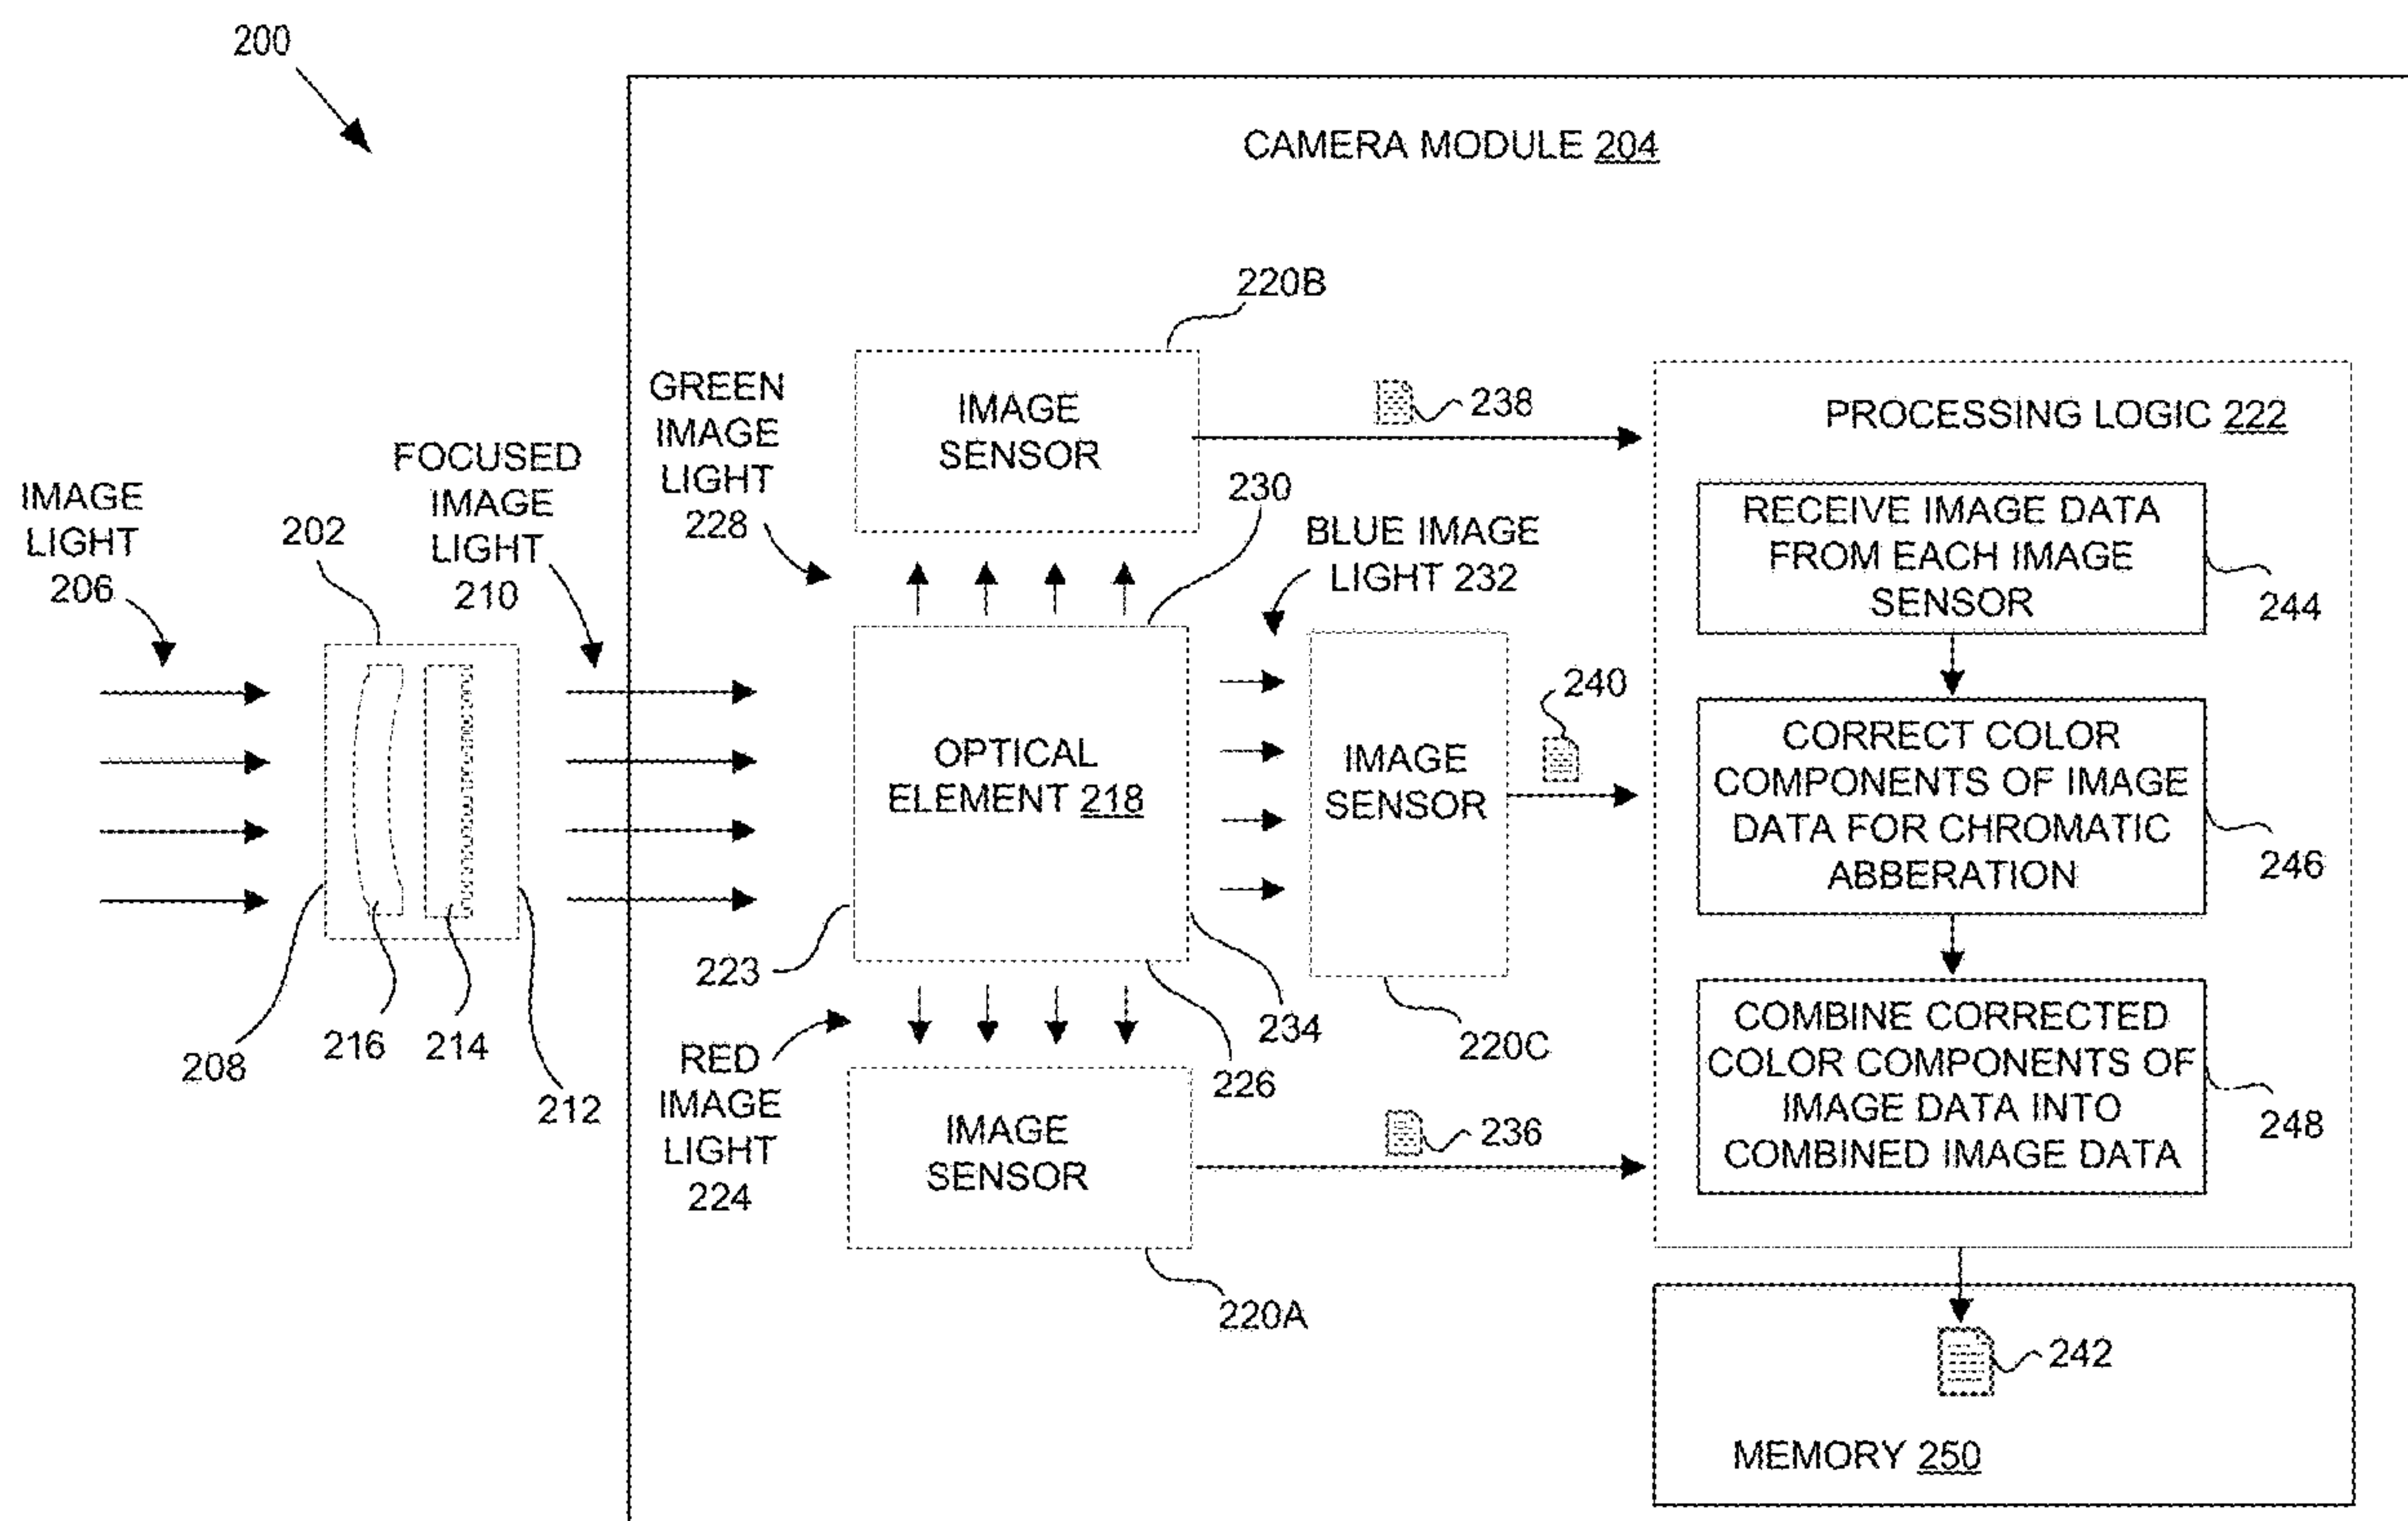 200
CAMERA MODULE 204
220B
GREEN
IMAGE
LIGHT
228
IMAGE
SENSOR
238
PROCESSING LOGIC 222
FOCUSED
IMAGE
LIGHT
210
IMAGE
LIGHT
206
202
230
BLUE IMAGE
LIGHT 232
RECEIVE IMAGE DATA
FROM EACH IMAGE
SENSOR
244
240
OPTICAL
ELEMENT 218
IMAGE
SENSOR
CORRECT COLOR
COMPONENTS OF IMAGE
DATA FOR CHROMATIC
ABBERATION
246
223
234
208
216
214
212
226
220C
RED
IMAGE
LIGHT
224
IMAGE
SENSOR
236
COMBINE CORRECTED
COLOR COMPONENTS OF
IMAGE DATA INTO
COMBINED IMAGE DATA
248
220A
242
MEMORY 250